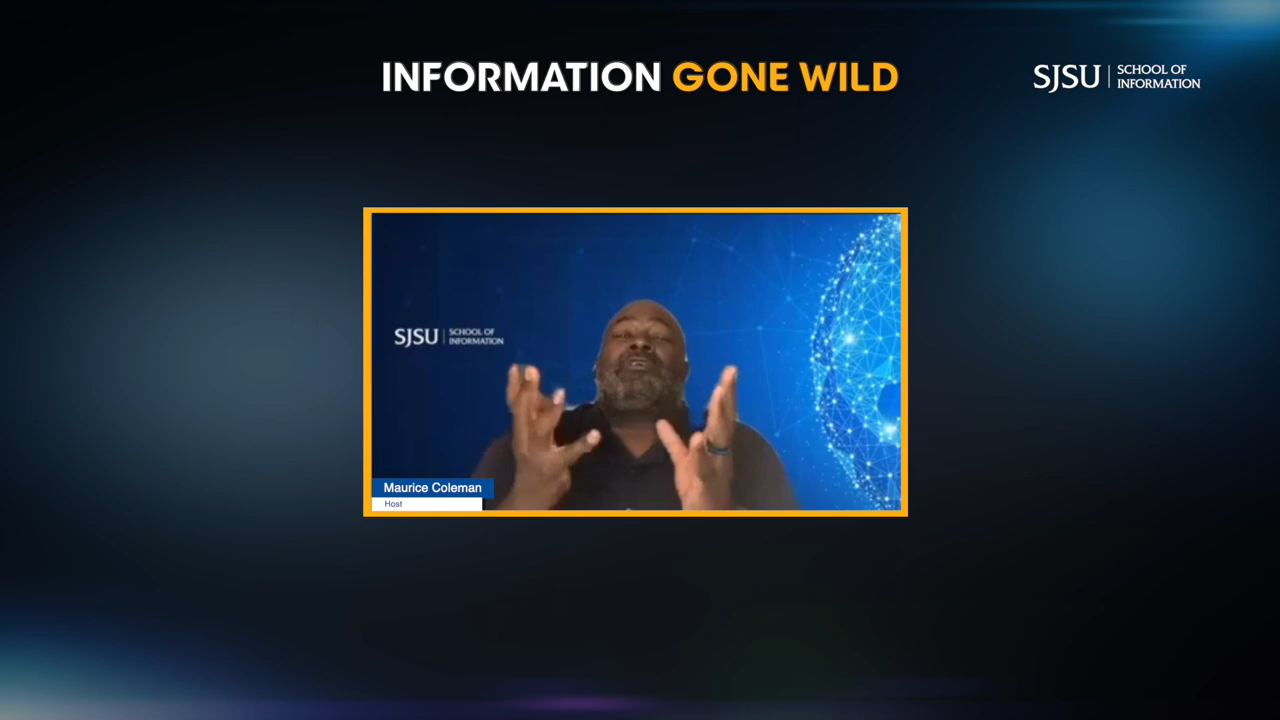 INFORMATION GONE WILD
SJSU | SCHOOL OF
INFORMATION
SJSU | SCHOOL OF
INFORMATION
Maurice Coleman
Host